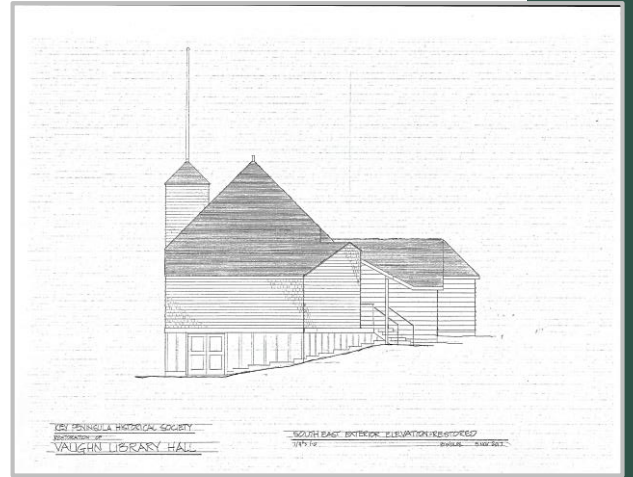 KEY PENINSULA HISTORICAL SOCIETY
RESTORATION OF
VAUGHN LIBRARY HALL
SOUTH EAST EXTERIOR ELEVATION-RESTORED